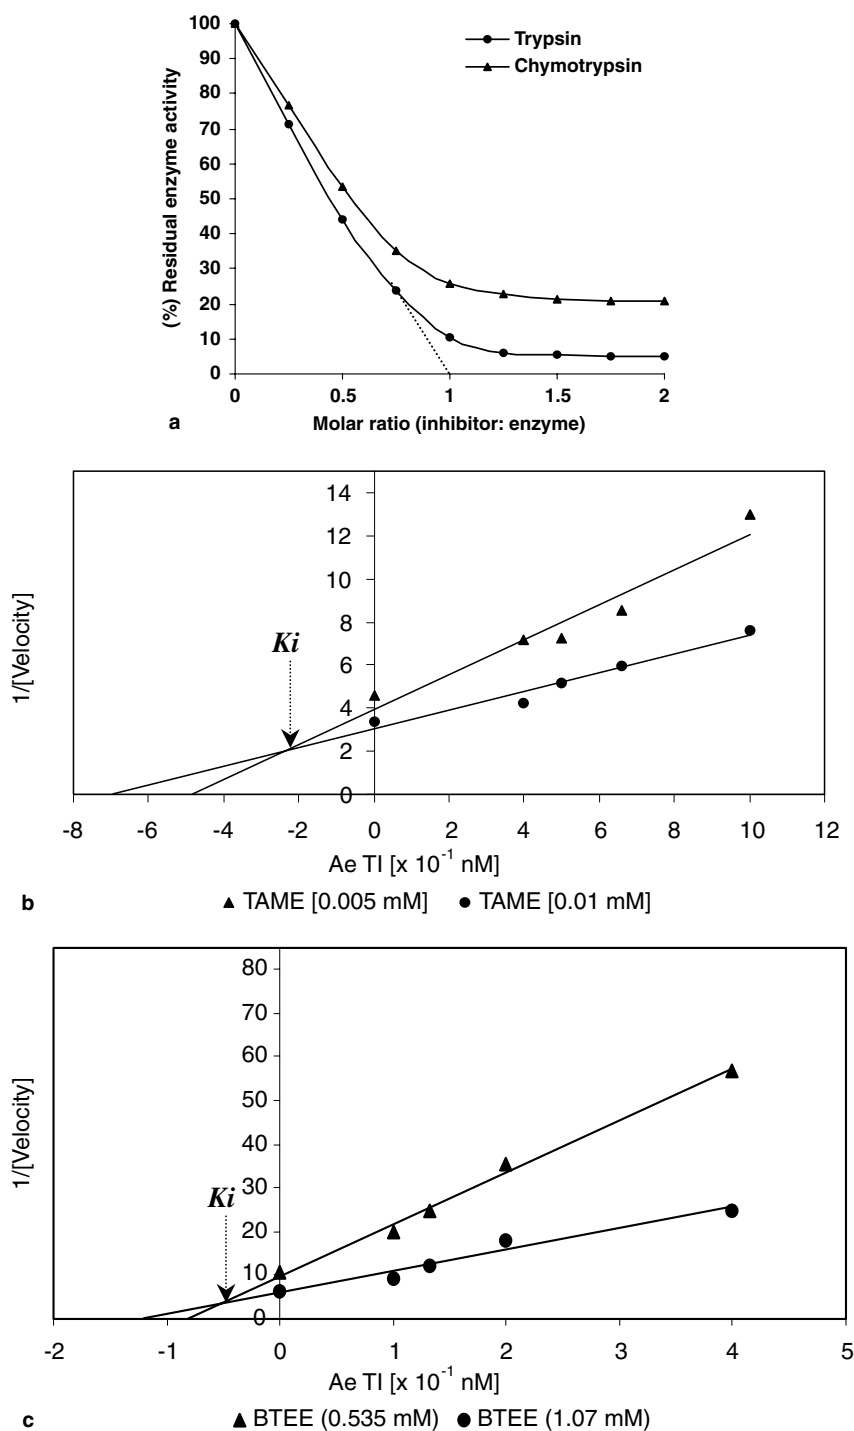 100
90
80
70
60
50
40
30
20
10
0
(%) Residual enzyme activity
Trypsin
Chymotrypsin
0 0.5 1 1.5 2
Molar ratio (inhibitor: enzyme)
a
14
12
10
8
6
4
2
0
1/[Velocity]
Ki
-8 -6 -4 -2 0 2 4 6 8 10 12
Ae TI [x 10-1 nM]
b
TAME [0.005 mM] TAME [0.01 mM]
80
70
60
50
40
30
20
10
0
1/[Velocity]
Ki
-2 -1 0 1 2 3 4 5
Ae TI [x 10-1 nM]
c
BTEE (0.535 mM) BTEE (1.07 mM)